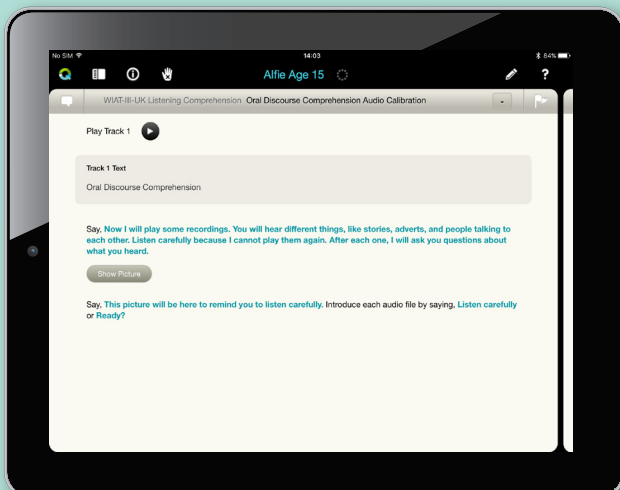 No SIM 14:03 84%
Alfie Age 15 ?
WIAT-III-UK Listening Comprehension Oral Discourse Comprehension Audio Calibration
Play Track 1
Track 1 Text
Oral Discourse Comprehension
Say, Now I will play some recordings. You will hear different things, like stories, adverts, and people talking to
each other. Listen carefully because I cannot play them again. After each one, I will ask you questions about
what you heard.
Show Picture
Say, This picture will be here to remind you to listen carefully. Introduce each audio file by saying, Listen carefully
or Ready?